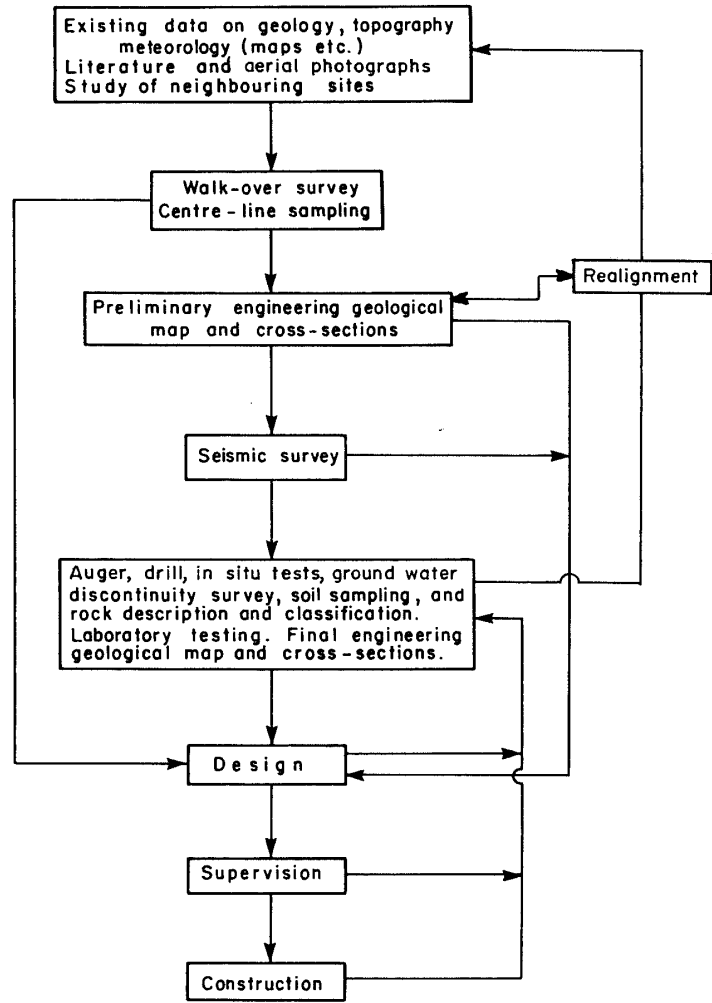 Existing data on geology, topography
meteorology (maps etc.)
Literature and aerial photographs
Study of neighbouring sites
Walk-over survey
Centre-line sampling
Realignment
Preliminary engineering geological
map and cross-sections
Seismic survey
Auger, drill, in situ tests, ground water
discontinuity survey, soil sampling, and
rock description and classification.
Laboratory testing. Final engineering
geological map and cross-sections.
Design
Supervision
Construction